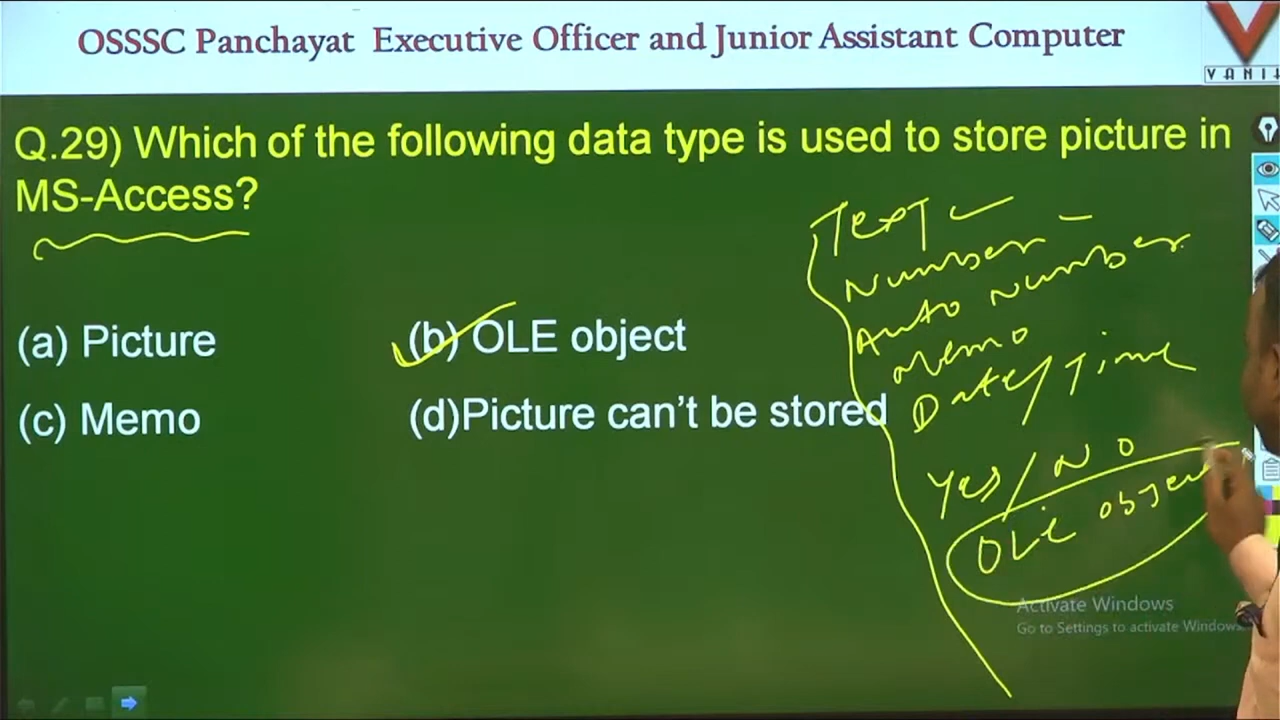 OSSSC Panchayat Executive Officer and Junior Assistant Computer
VANI
Q.29) Which of the following data type is used to store picture in
MS-Access?
(a) Picture
(b) OLE object
(c) Memo
(d)Picture can't be stored
Text
Number
Auto Number
Memo
Date/Time
Yes/No
OLE objec
Activate Windows
Go to Settings to activate Windows